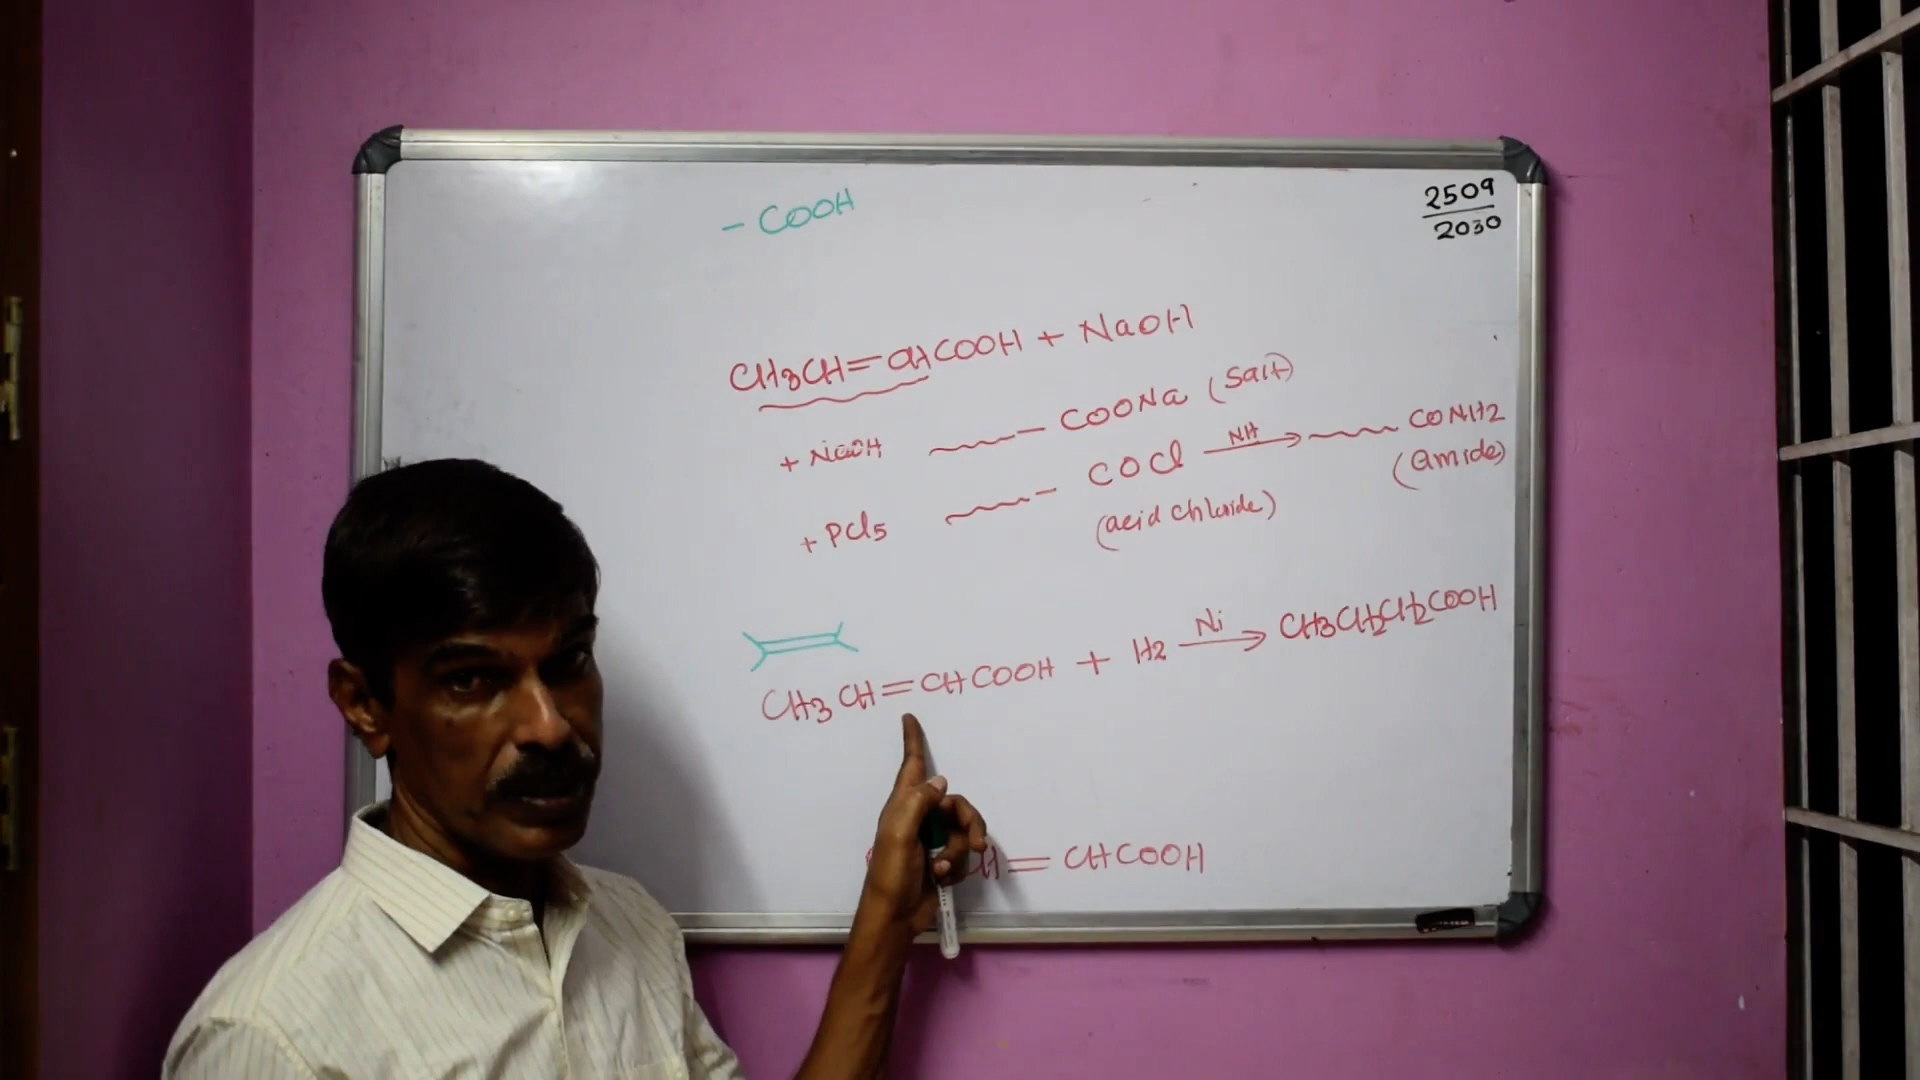 - COOH
2509
2030
CH3CH=CHCOOH + NaOH
+ NaOH -COONa (Salt)
+ PCl5 - COCl NH CONH2
(acid chloride) (amide)
CH3CH=CHCOOH + H2 Ni CH3CH2CH2COOH
H=CHCOOH